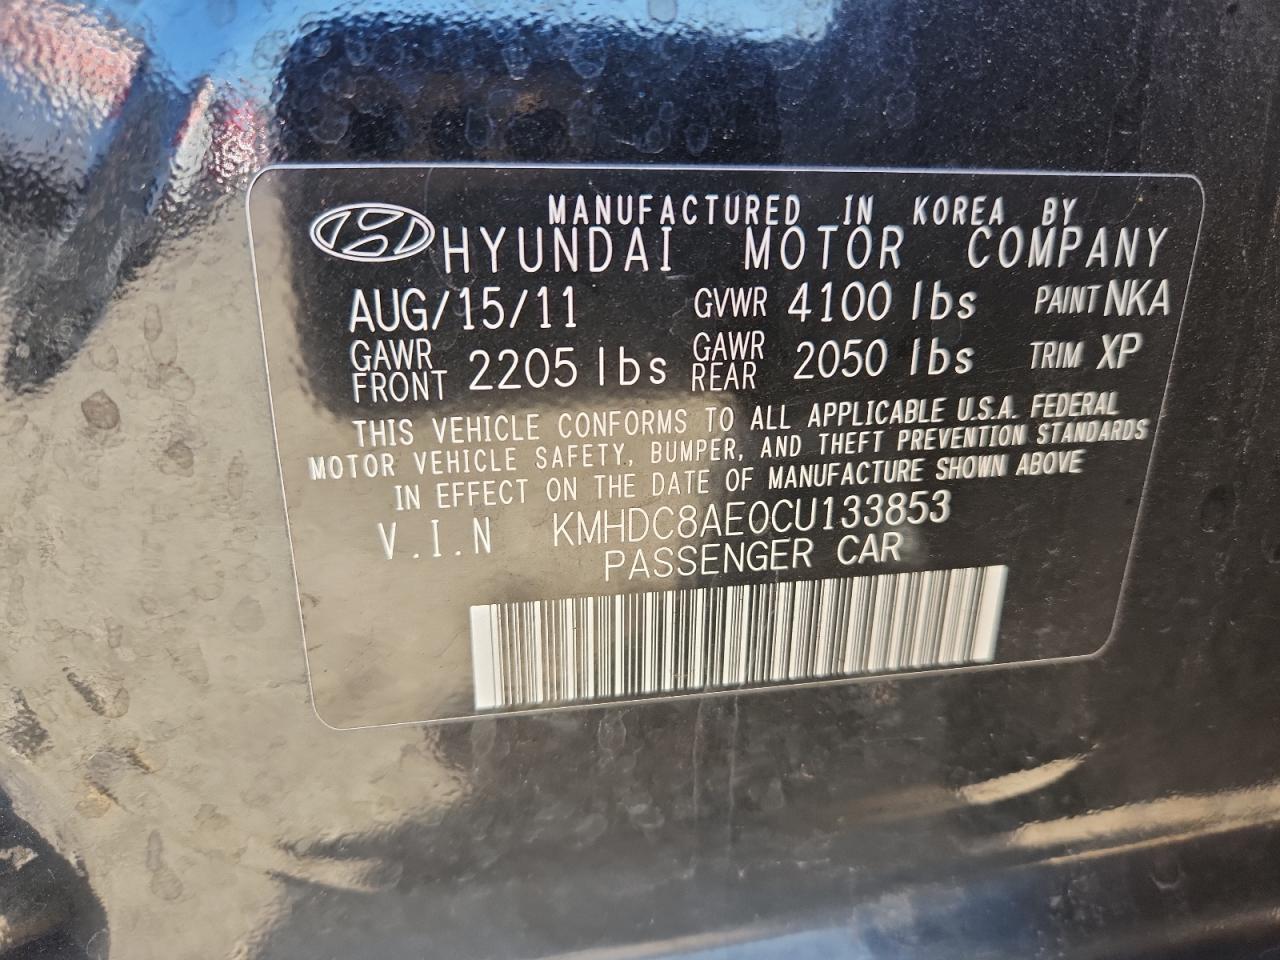 MANUFACTURED IN KOREA BY
HYUNDAI MOTOR COMPANY
AUG/15/11 GVWR 4100 lbs PAINT NKA
GAWR FRONT 2205 lbs GAWR REAR 2050 lbs TRIM XP
THIS VEHICLE CONFORMS TO ALL APPLICABLE U.S.A. FEDERAL
MOTOR VEHICLE SAFETY, BUMPER, AND THEFT PREVENTION STANDARDS
IN EFFECT ON THE DATE OF MANUFACTURE SHOWN ABOVE
V.I.N KMHDC8AE0CU133853
PASSENGER CAR